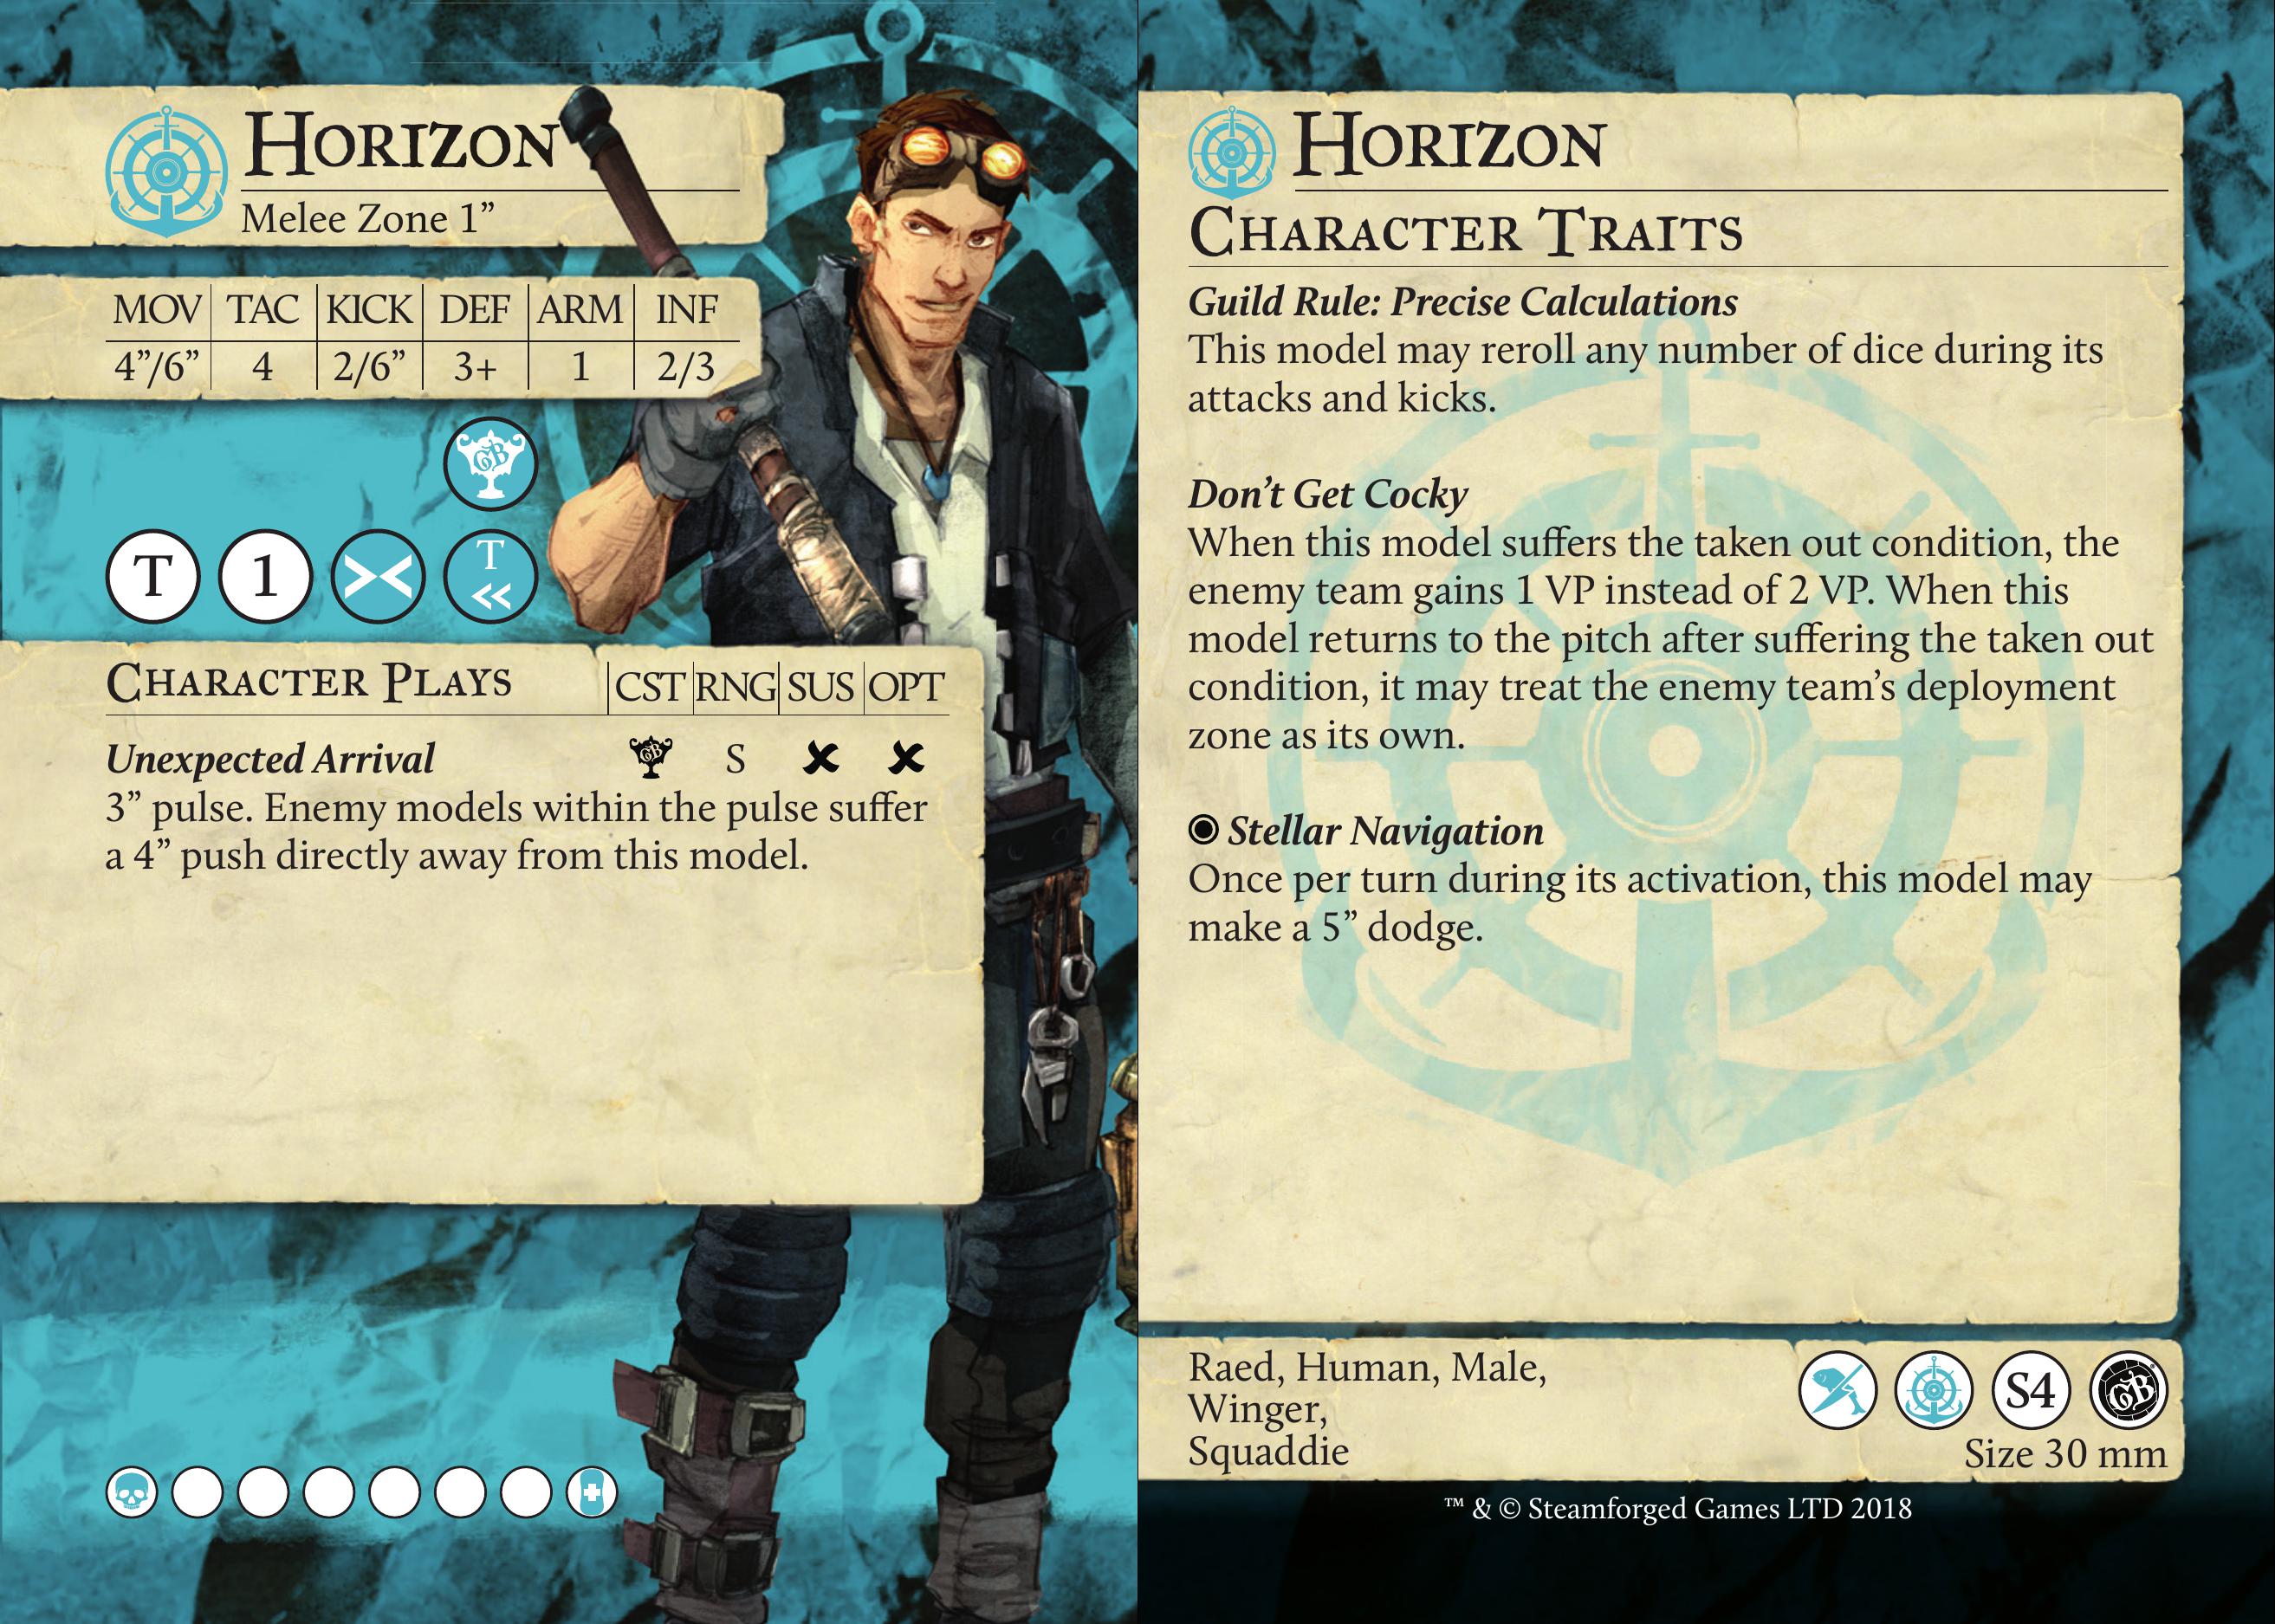 HORIZON
Melee Zone 1”
MOV TAC KICK DEF ARM INF
4”/6” 4 2/6” 3+ 1 2/3
GB
T 1 >< T <<
CHARACTER PLAYS CST RNG SUS OPT
Unexpected Arrival GB S ✘ ✘
3” pulse. Enemy models within the pulse suffer
a 4” push directly away from this model.
HORIZON
CHARACTER TRAITS
Guild Rule: Precise Calculations
This model may reroll any number of dice during its
attacks and kicks.
Don’t Get Cocky
When this model suffers the taken out condition, the
enemy team gains 1 VP instead of 2 VP. When this
model returns to the pitch after suffering the taken out
condition, it may treat the enemy team’s deployment
zone as its own.
Stellar Navigation
Once per turn during its activation, this model may
make a 5” dodge.
Raed, Human, Male,
Winger,
Squaddie
S4 GB
Size 30 mm
™ & © Steamforged Games LTD 2018